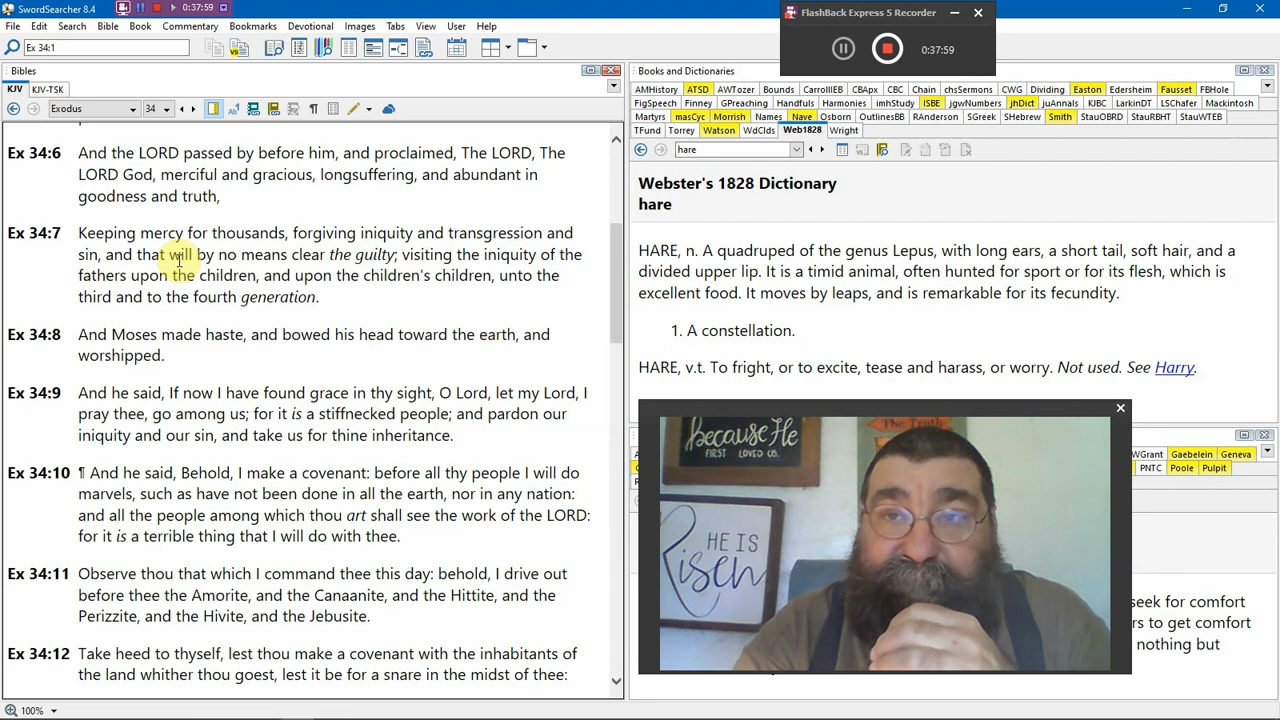 SwordSearcher 8.4
0:37:59
File
Edit
Search
Bible
Book
Commentary
Bookmarks
Devotional
Images
Tabs
View
User
Help
Ex 34:1
Bibles
KJV
KJV-TSK
Exodus
34
Ex 34:6 And the LORD passed by before him, and proclaimed, The LORD, The
LORD God, merciful and gracious, longsuffering, and abundant in
goodness and truth,
Ex 34:7 Keeping mercy for thousands, forgiving iniquity and transgression and
sin, and that will by no means clear the guilty; visiting the iniquity of the
fathers upon the children, and upon the children's children, unto the
third and to the fourth generation.
Ex 34:8 And Moses made haste, and bowed his head toward the earth, and
worshipped.
Ex 34:9 And he said, If now I have found grace in thy sight, O Lord, let my Lord, I
pray thee, go among us; for it is a stiffnecked people; and pardon our
iniquity and our sin, and take us for thine inheritance.
Ex 34:10 ¶ And he said, Behold, I make a covenant: before all thy people I will do
marvels, such as have not been done in all the earth, nor in any nation:
and all the people among which thou art shall see the work of the LORD:
for it is a terrible thing that I will do with thee.
Ex 34:11 Observe thou that which I command thee this day: behold, I drive out
before thee the Amorite, and the Canaanite, and the Hittite, and the
Perizzite, and the Hivite, and the Jebusite.
Ex 34:12 Take heed to thyself, lest thou make a covenant with the inhabitants of
the land whither thou goest, lest it be for a snare in the midst of thee:
100%
FlashBack Express 5 Recorder
0:37:59
Books and Dictionaries
AMHistory ATSD AWTozer Bounds CarrollEB CBApx CBC Chain chsSermons CWG Dividing Easton Edersheim Fausset FBHole
FigSpeech Finney GPreaching Handfuls Harmonies imhStudy ISBE jgwNumbers jhDict juAnnals KJBC LarkinDT LSChafer Mackintosh
Martyrs masCyc Morrish Names Nave Osborn OutlinesBB RAnderson SGreek SHebrew Smith StauOBRD StauRBHT StauWTEB
TFund Torrey Watson WdClds Web1828 Wright
hare
Webster's 1828 Dictionary
hare
HARE, n. A quadruped of the genus Lepus, with long ears, a short tail, soft hair, and a
divided upper lip. It is a timid animal, often hunted for sport or for its flesh, which is
excellent food. It moves by leaps, and is remarkable for its fecundity.
1. A constellation.
HARE, v.t. To fright, or to excite, tease and harass, or worry. Not used. See Harry.
WGrant Gaebelein Geneva
PNTC Poole Pulpit
seek for comfort
rs to get comfort
nothing but
because He
FIRST LOVED US.
The Truth
HE IS
Risen